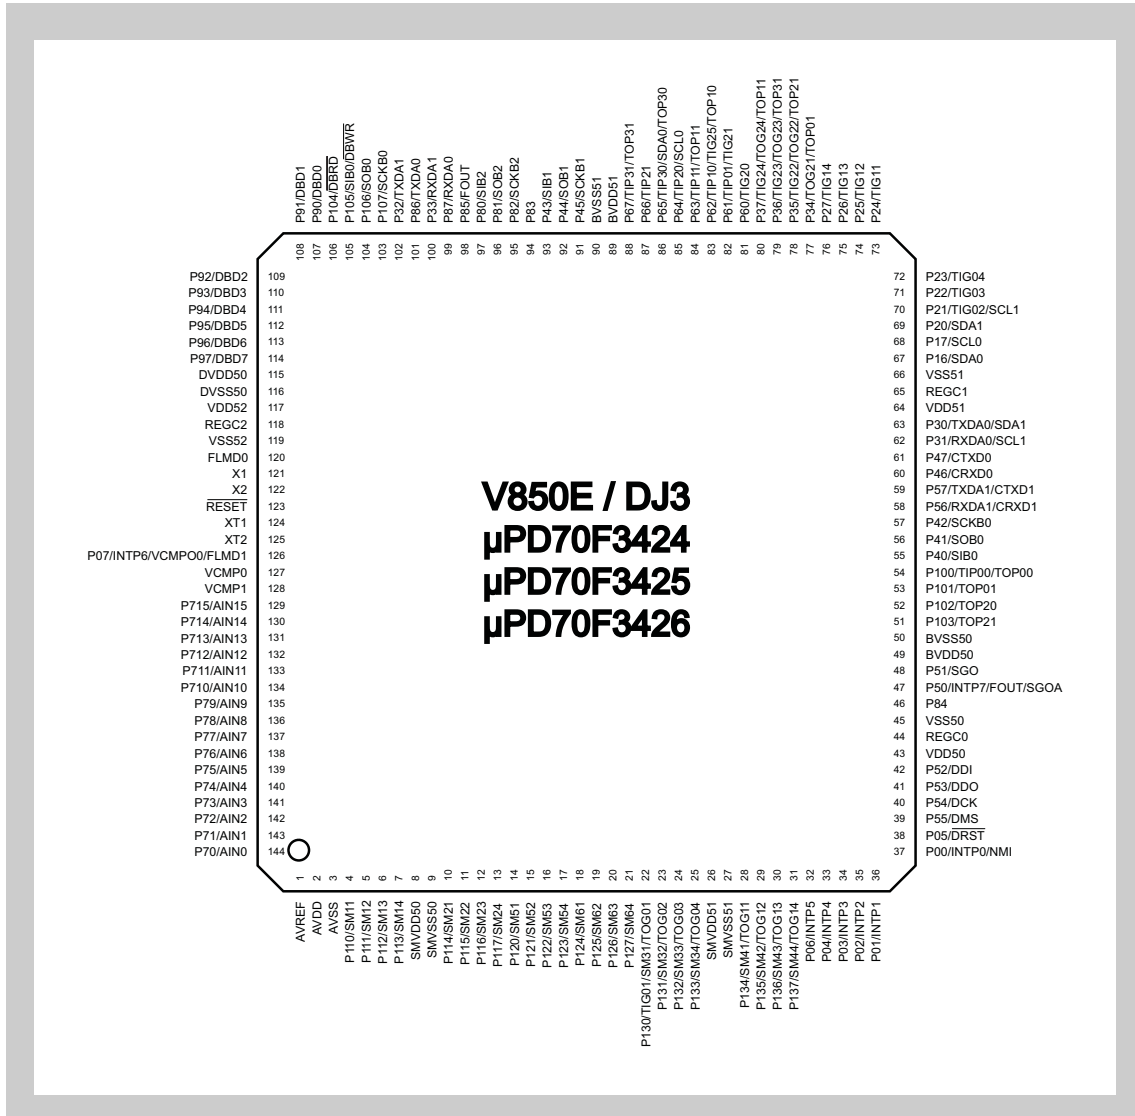 P91/DBD1
P90/DBD0
P104/DBRD
P105/SIB0/DBWR
P106/SOB0
P107/SCKB0
P32/TXDA1
P86/TXDA0
P33/RXDA1
P87/RXDA0
P85/FOUT
P80/SIB2
P81/SOB2
P82/SCKB2
P83
P43/SIB1
P44/SOB1
P45/SCKB1
BVSS51
BVDD51
P67/TIP31/TOP31
P66/TIP21
P65/TIP30/SDA0/TOP30
P64/TIP20/SCL0
P63/TIP11/TOP11
P62/TIP10/TIG25/TOP10
P61/TIP01/TIG21
P60/TIG20
P37/TIG24/TOG24/TOP11
P36/TIG23/TOG23/TOP31
P35/TIG22/TOG22/TOP21
P34/TOG21/TOP01
P27/TIG14
P26/TIG13
P25/TIG12
P24/TIG11
108
107
106
105
104
103
102
101
100
99
98
97
96
95
94
93
92
91
90
89
88
87
86
85
84
83
82
81
80
79
78
77
76
75
74
73
P92/DBD2 109
P93/DBD3 110
P94/DBD4 111
P95/DBD5 112
P96/DBD6 113
P97/DBD7 114
DVDD50 115
DVSS50 116
VDD52 117
REGC2 118
VSS52 119
FLMD0 120
X1 121
X2 122
RESET 123
XT1 124
XT2 125
P07/INTP6/VCMPO0/FLMD1 126
VCMP0 127
VCMP1 128
P715/AIN15 129
P714/AIN14 130
P713/AIN13 131
P712/AIN12 132
P711/AIN11 133
P710/AIN10 134
P79/AIN9 135
P78/AIN8 136
P77/AIN7 137
P76/AIN6 138
P75/AIN5 139
P74/AIN4 140
P73/AIN3 141
P72/AIN2 142
P71/AIN1 143
P70/AIN0 144
V850E / DJ3
µPD70F3424
µPD70F3425
µPD70F3426
72 P23/TIG04
71 P22/TIG03
70 P21/TIG02/SCL1
69 P20/SDA1
68 P17/SCL0
67 P16/SDA0
66 VSS51
65 REGC1
64 VDD51
63 P30/TXDA0/SDA1
62 P31/RXDA0/SCL1
61 P47/CTXD0
60 P46/CRXD0
59 P57/TXDA1/CTXD1
58 P56/RXDA1/CRXD1
57 P42/SCKB0
56 P41/SOB0
55 P40/SIB0
54 P100/TIP00/TOP00
53 P101/TOP01
52 P102/TOP20
51 P103/TOP21
50 BVSS50
49 BVDD50
48 P51/SGO
47 P50/INTP7/FOUT/SGOA
46 P84
45 VSS50
44 REGC0
43 VDD50
42 P52/DDI
41 P53/DDO
40 P54/DCK
39 P55/DMS
38 P05/DRST
37 P00/INTP0/NMI
1
2
3
4
5
6
7
8
9
10
11
12
13
14
15
16
17
18
19
20
21
22
23
24
25
26
27
28
29
30
31
32
33
34
35
36
AVREF
AVDD
AVSS
P110/SM11
P111/SM12
P112/SM13
P113/SM14
SMVDD50
SMVSS50
P114/SM21
P115/SM22
P116/SM23
P117/SM24
P120/SM51
P121/SM52
P122/SM53
P123/SM54
P124/SM61
P125/SM62
P126/SM63
P127/SM64
P130/TIG01/SM31/TOG01
P131/SM32/TOG02
P132/SM33/TOG03
P133/SM34/TOG04
SMVDD51
SMVSS51
P134/SM41/TOG11
P135/SM42/TOG12
P136/SM43/TOG13
P137/SM44/TOG14
P06/INTP5
P04/INTP4
P03/INTP3
P02/INTP2
P01/INTP1